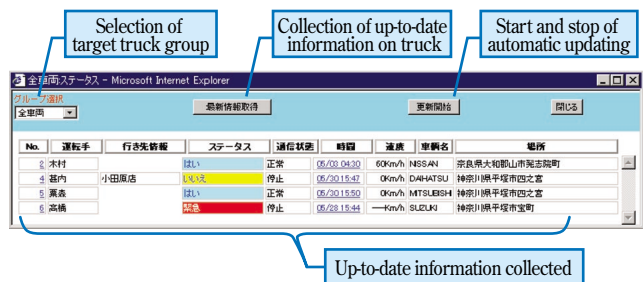 Selection of
target truck group
Collection of up-to-date
information on truck
Start and stop of
automatic updating
全車両ステータス - Microsoft Internet Explorer
グループ選択
全車両 最新情報取得 更新開始 閉じる
No. 運転手 行き先情報 ステータス 通信状態 時間 速度 車輌名 場所
2 木村 はい 正常 05/03 04:30 60Km/h NISSAN 奈良県大和郡山市発志院町
4 甚内 小田原店 いいえ 停止 05/30 15:47 0Km/h DAIHATSU 神奈川県平塚市四之宮
5 薬森 はい 正常 05/30 15:50 0Km/h MITSUBISHI 神奈川県平塚市四之宮
6 高橋 緊急 停止 05/28 15:44 ──Km/h SUZUKI 神奈川県平塚市宝町
Up-to-date information collected